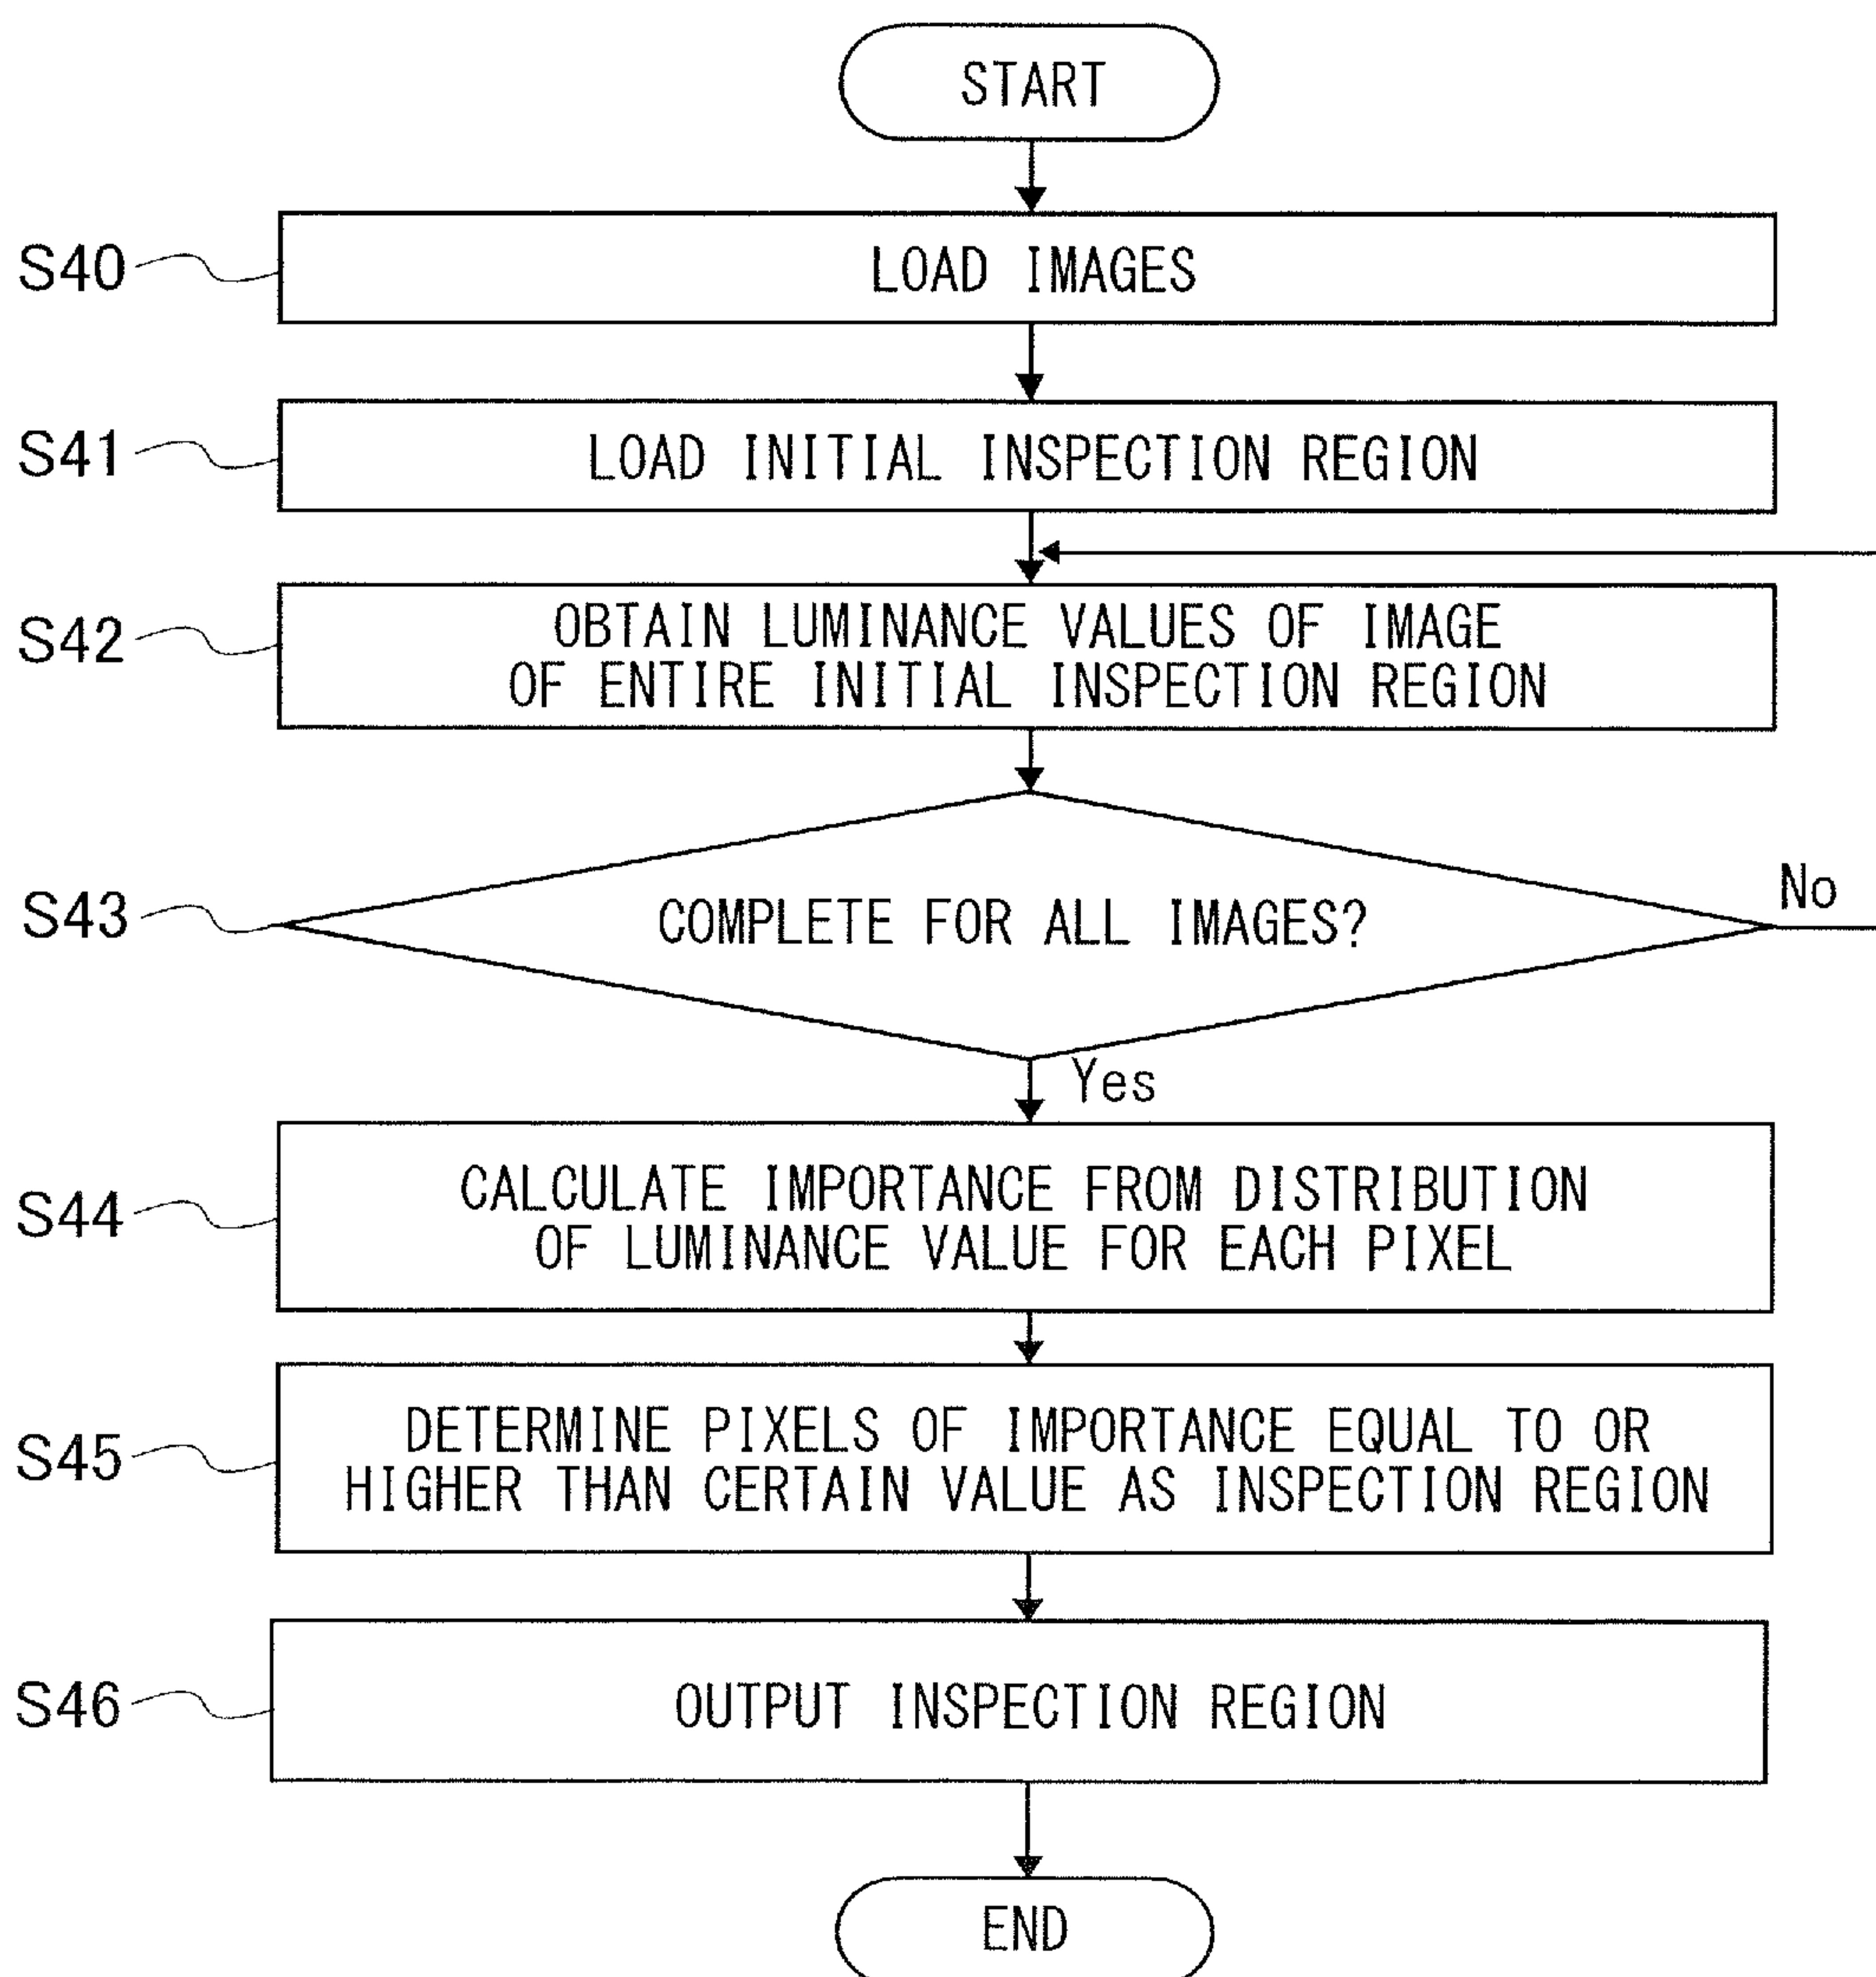 START
S40
LOAD IMAGES
S41
LOAD INITIAL INSPECTION REGION
S42
OBTAIN LUMINANCE VALUES OF IMAGE
OF ENTIRE INITIAL INSPECTION REGION
S43
COMPLETE FOR ALL IMAGES?
No
Yes
S44
CALCULATE IMPORTANCE FROM DISTRIBUTION
OF LUMINANCE VALUE FOR EACH PIXEL
S45
DETERMINE PIXELS OF IMPORTANCE EQUAL TO OR
HIGHER THAN CERTAIN VALUE AS INSPECTION REGION
S46
OUTPUT INSPECTION REGION
END